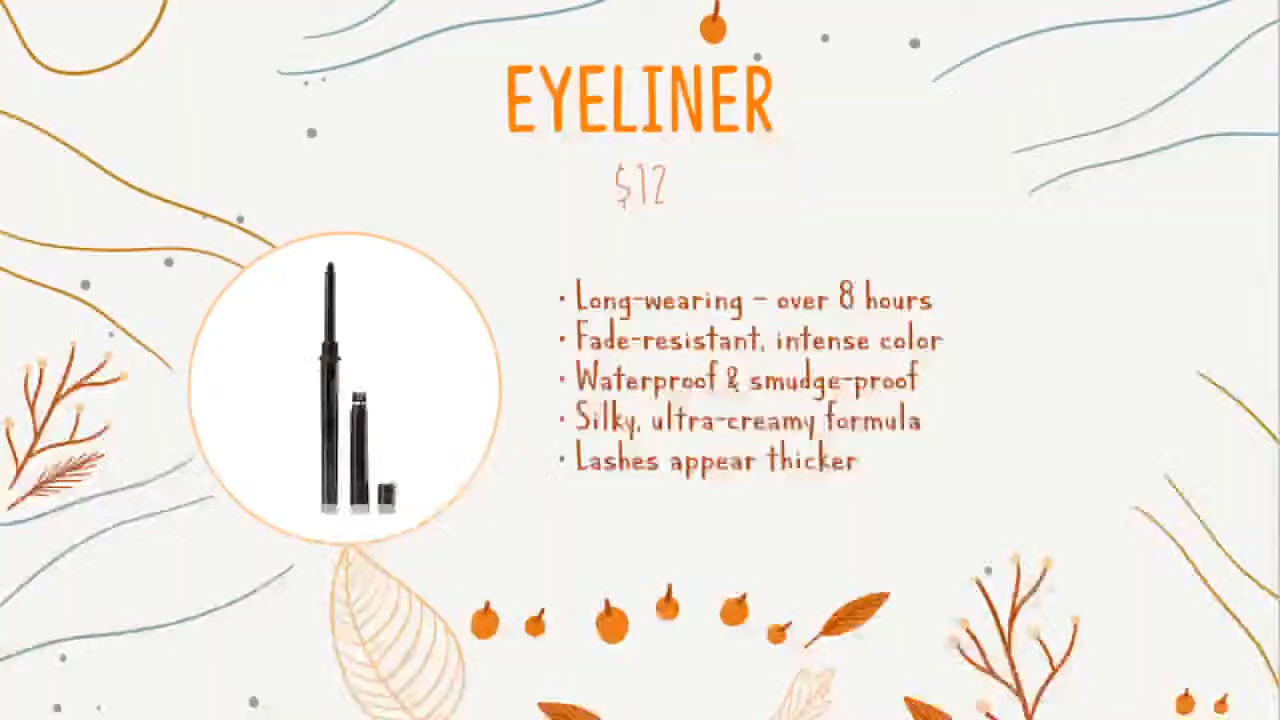 EYELINER
$12
· Long-wearing - over 8 hours
· Fade-resistant, intense color
· Waterproof & smudge-proof
· Silky, ultra-creamy formula
· Lashes appear thicker